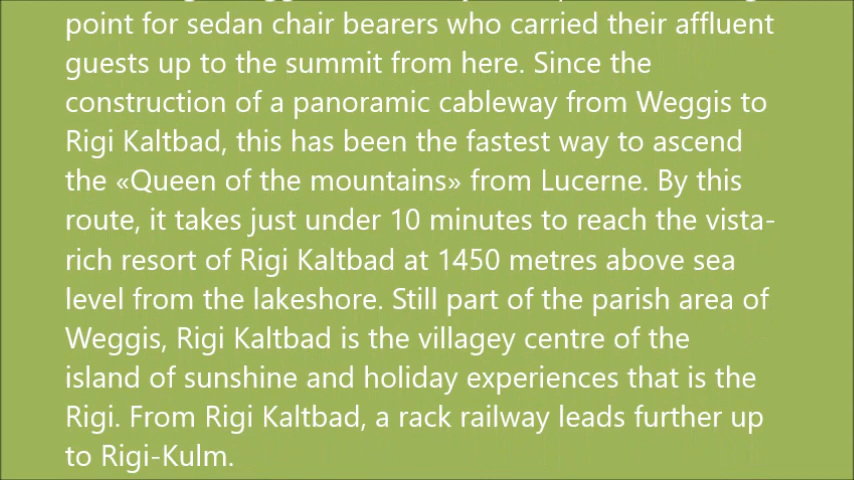 point for sedan chair bearers who carried their affluent
guests up to the summit from here. Since the
construction of a panoramic cableway from Weggis to
Rigi Kaltbad, this has been the fastest way to ascend
the «Queen of the mountains» from Lucerne. By this
route, it takes just under 10 minutes to reach the vista-
rich resort of Rigi Kaltbad at 1450 metres above sea
level from the lakeshore. Still part of the parish area of
Weggis, Rigi Kaltbad is the villagey centre of the
island of sunshine and holiday experiences that is the
Rigi. From Rigi Kaltbad, a rack railway leads further up
to Rigi-Kulm.